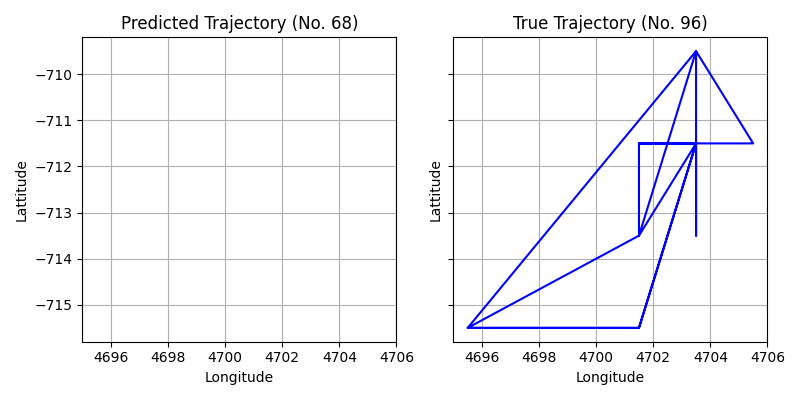 Predicted Trajectory (No. 68)
−710
−711
−712
−713
−714
−715
Lattitude
4696 4698 4700 4702 4704 4706
Longitude
True Trajectory (No. 96)
Lattitude
4696 4698 4700 4702 4704 4706
Longitude